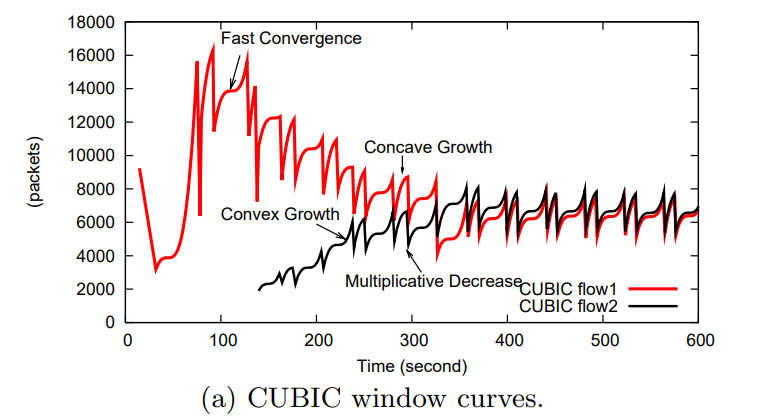 18000
16000
14000
12000
10000
8000
6000
4000
2000
0
(packets)
Fast Convergence
Concave Growth
Convex Growth
Multiplicative Decrease
CUBIC flow1
CUBIC flow2
0 100 200 300 400 500 600
Time (second)
(a) CUBIC window curves.